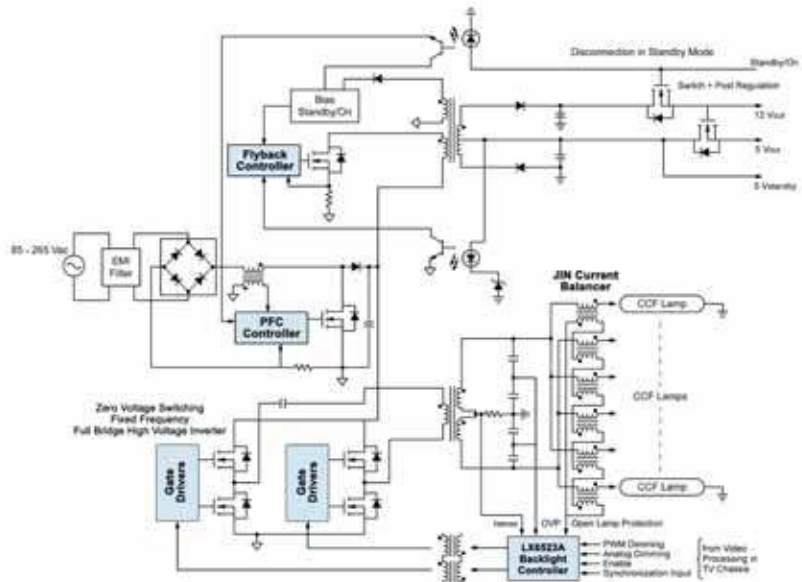 Disconnection in Standby Mode
Standby/On
Switch + Post Regulation
Bias
Standby/On
12 Vout
5 Vout
5 Vstandby
Flyback
Controller
85 - 265 Vac
EMI
Filter
PFC
Controller
JIN Current
Balancer
CCF Lamp
CCF Lamps
CCF Lamp
Zero Voltage Switching
Fixed Frequency
Full Bridge High Voltage Inverter
Gate
Drivers
Gate
Drivers
Isense
OVP
Open Lamp Protection
LX6523A
Backlight
Controller
PWM Dimming
Analog Dimming
Enable
Synchronization Input
from Video
Processing in
TV Chassis